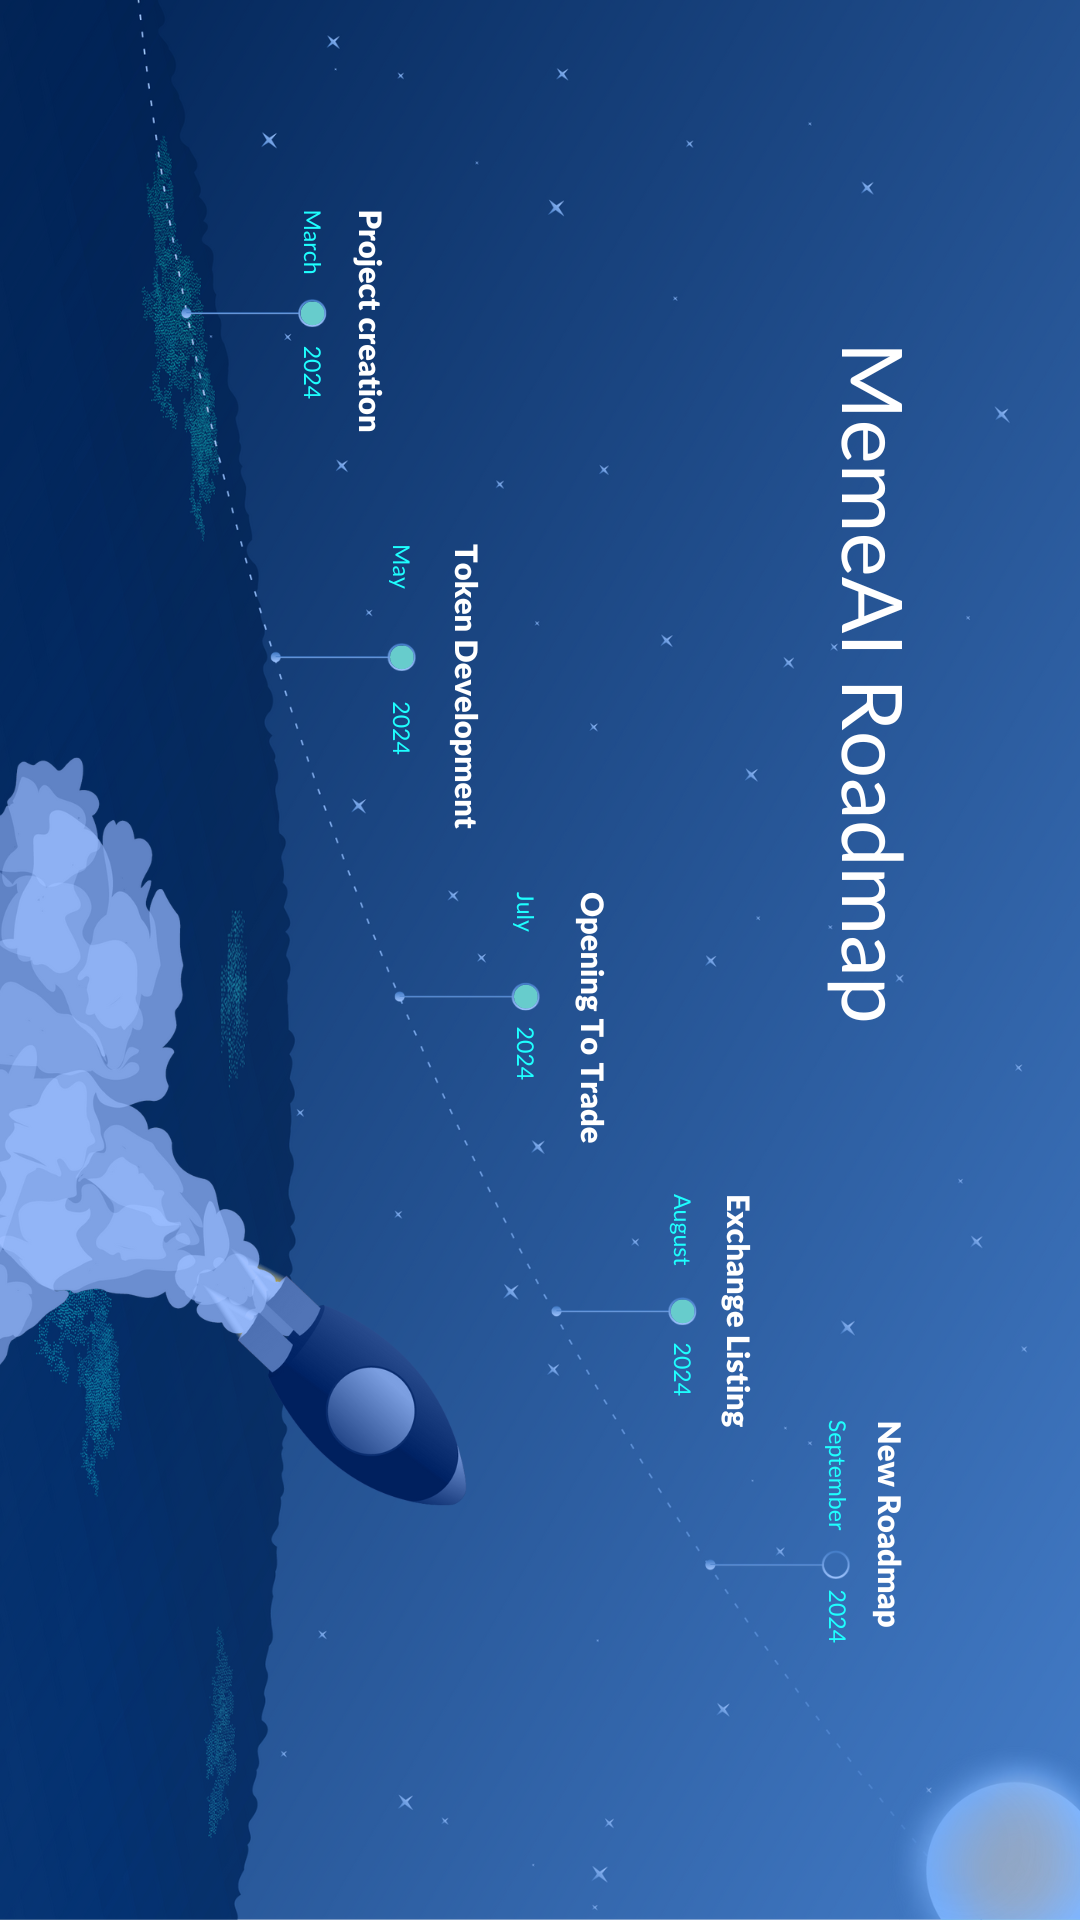 MemeAI Roadmap
Project creation
March 2024
Token Development
May 2024
Opening To Trade
July 2024
Exchange Listing
August 2024
New Roadmap
September 2024